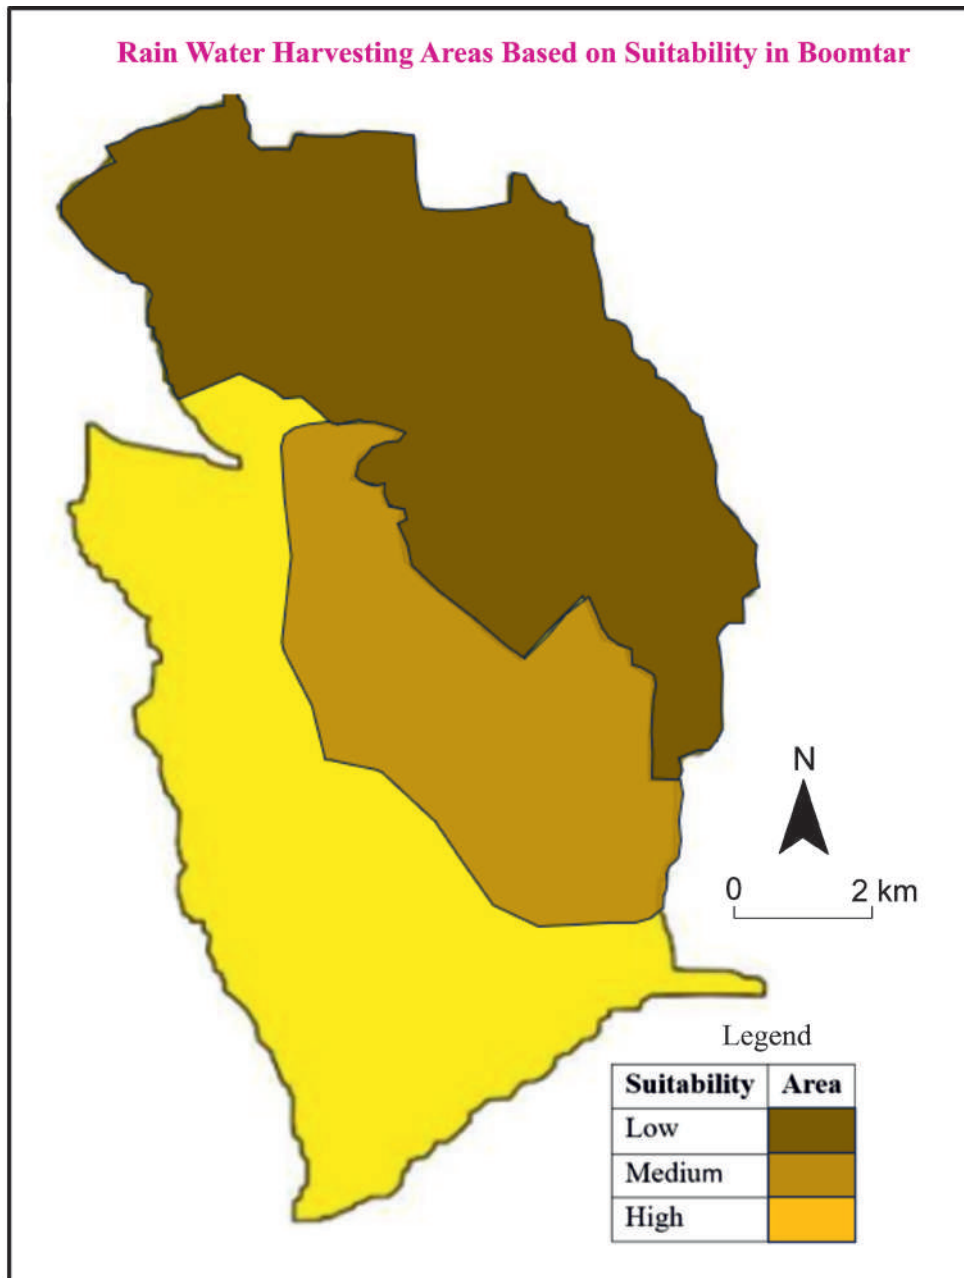 Rain Water Harvesting Areas Based on Suitability in Boomtar
N
0 2 km
Legend
Suitability Area
Low
Medium
High